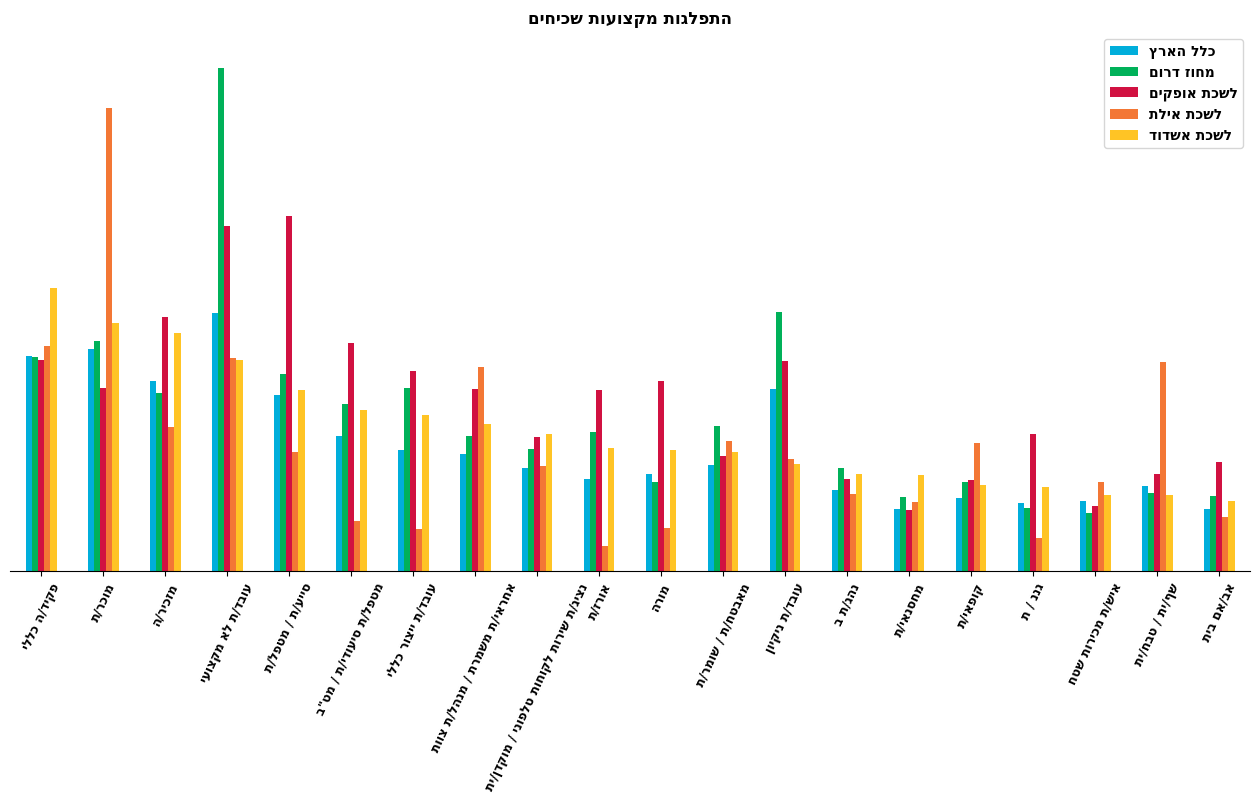 התפלגות מקצועות שכיחים
כלל הארץ
מחוז דרום
לשכת אופקים
לשכת אילת
לשכת אשדוד
פקיד/ה כללי
מוכר/ת
מזכיר/ה
עובד/ת לא מקצועי
סייע/ת / מטפל/ת
מטפל/ת סיעודי/ת / מט"ב
עובד/ת ייצור כללי
אחראי/ת משמרת / מנהל/ת צוות
נציג/ת שירות לקוחות טלפוני / מוקדן/ית
אורז/ת
מורה
מאבטח/ת / שומר/ת
עובד/ת ניקיון
נהג/ת ב
מחסנאי/ת
קופאי/ת
גנן / ת
איש/ת מכירות שטח
שף/ית / טבח/ית
אב/אם בית